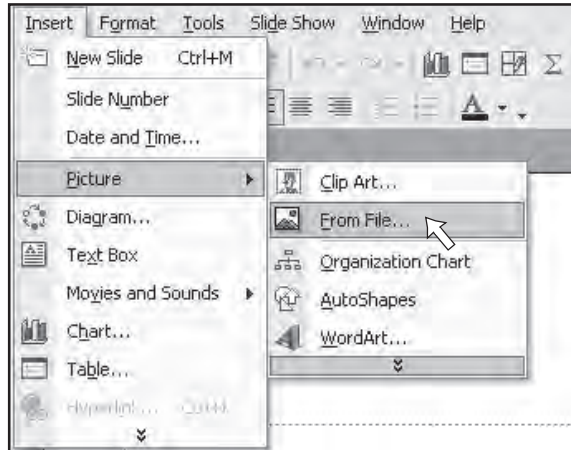 Insert Format Tools Slide Show Window Help
New Slide Ctrl+M
Slide Number
Date and Time...
Picture
Diagram...
Text Box
Movies and Sounds
Chart...
Table...
Hyperlink...
Clip Art...
From File...
Organization Chart
AutoShapes
WordArt...